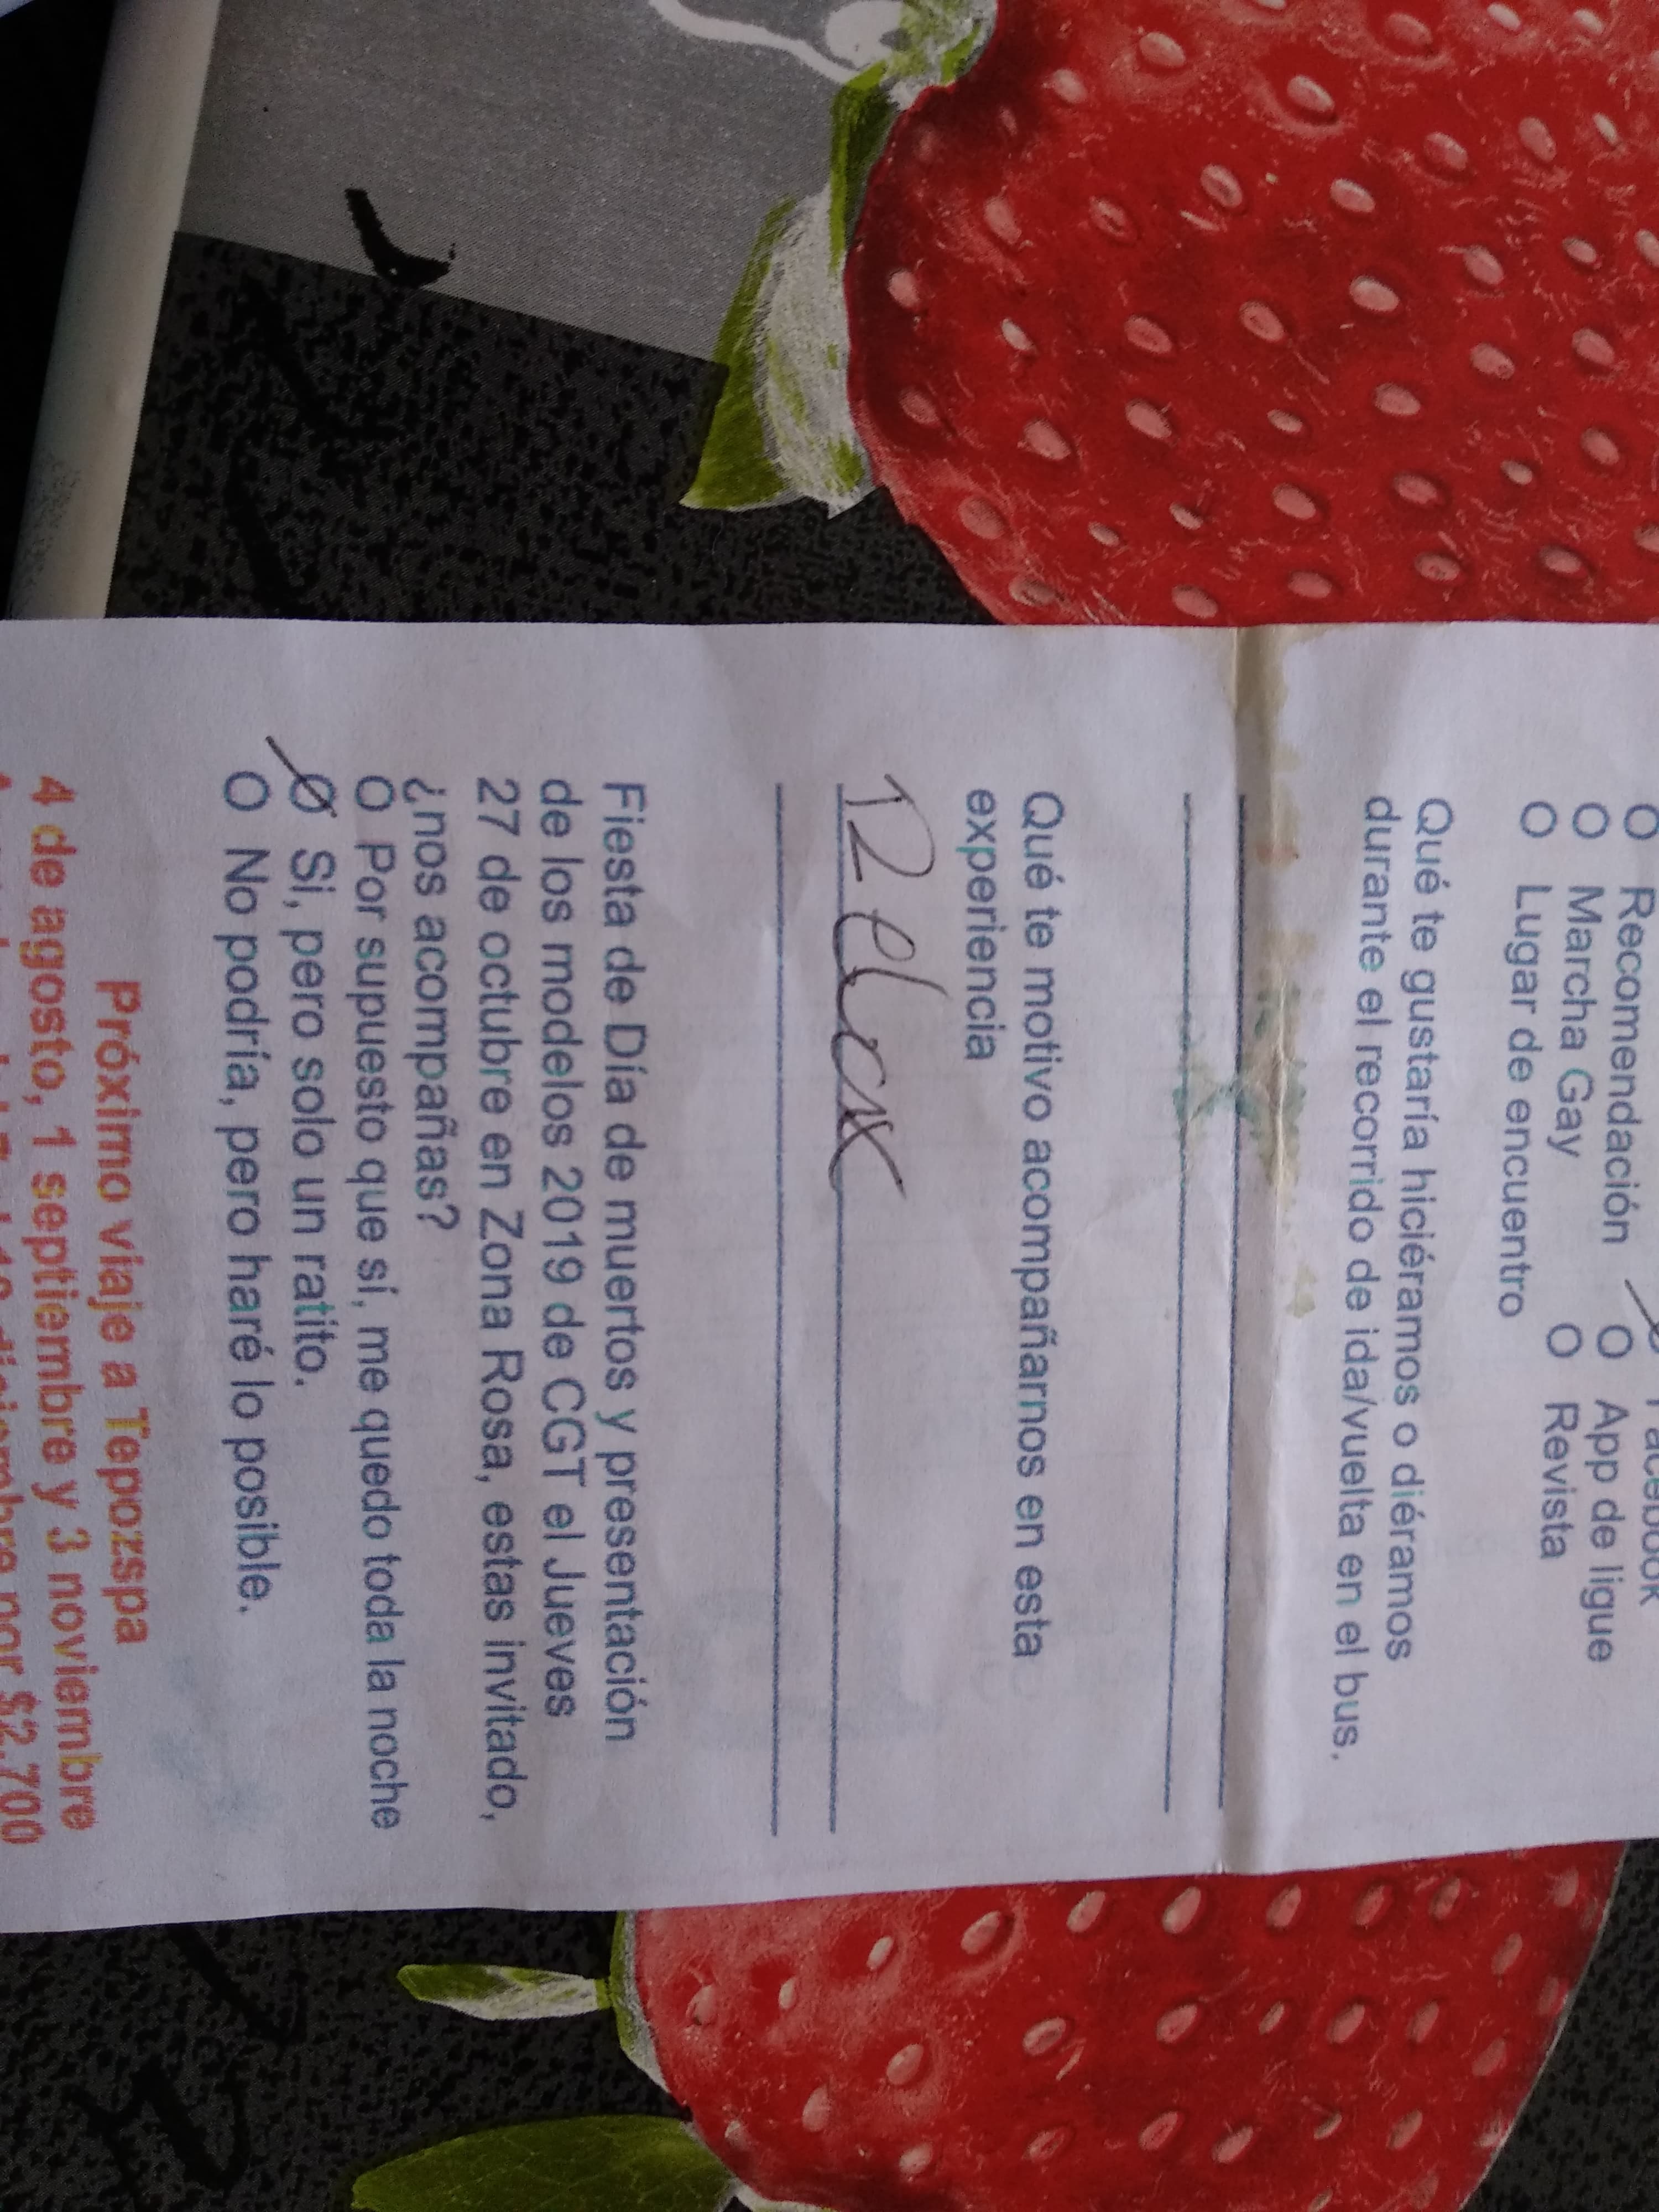 O Recomendación
O Marcha Gay
O Lugar de encuentro
O App de ligue
O Revista
Qué te gustaría hiciéramos o diéramos
durante el recorrido de ida/vuelta en el bus.
Qué te motivo acompañarnos en esta
experiencia
Fiesta de Día de muertos y presentación
de los modelos 2019 de CGT el Jueves
27 de octubre en Zona Rosa, estas invitado,
¿nos acompañas?
O Por supuesto que sí, me quedo toda la noche
O Si, pero solo un ratito.
O No podría, pero haré lo posible.
Próximo viaje a Tepozspa
4 de agosto, 1 septiembre y 3 noviembre
diciembre por $2,700